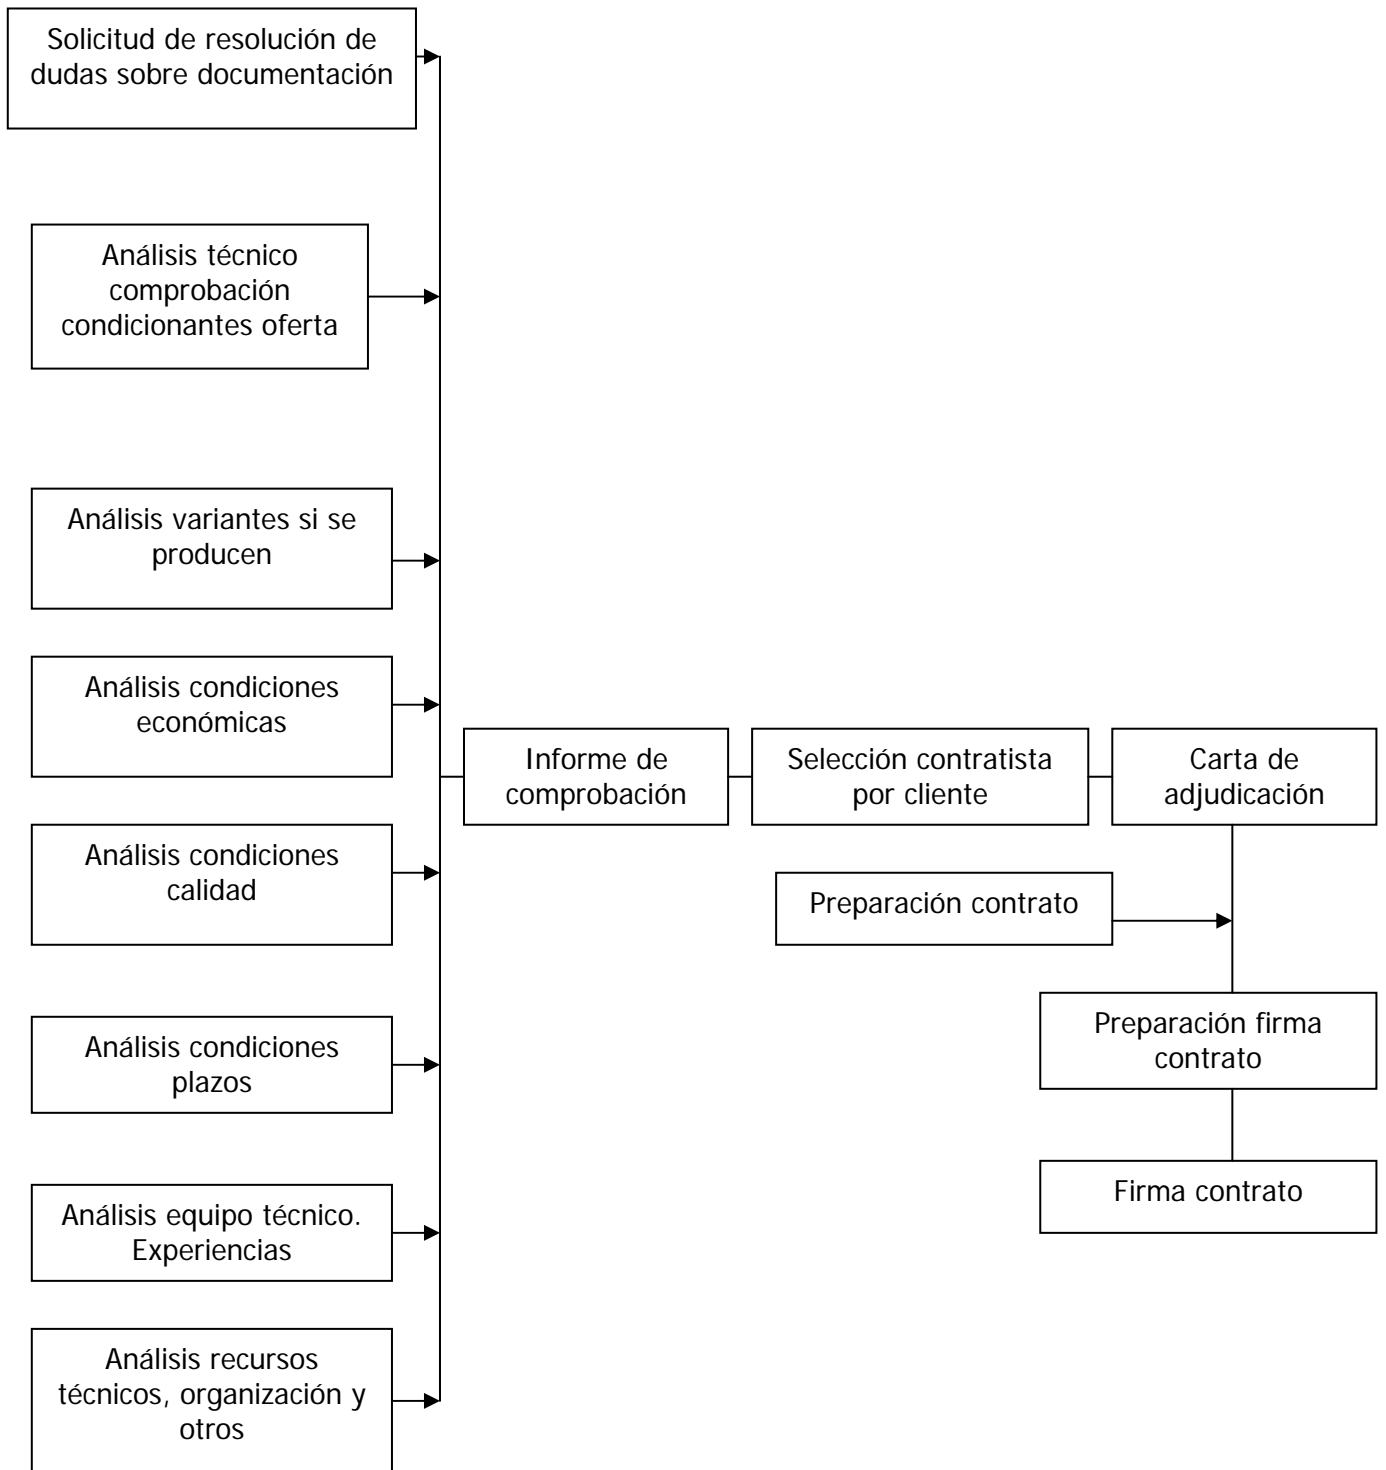 Solicitud de resolución de
dudas sobre documentación
Análisis técnico
comprobación
condicionantes oferta
Análisis variantes si se
producen
Análisis condiciones
económicas
Informe de
comprobación
Selección contratista
por cliente
Carta de
adjudicación
Análisis condiciones
calidad
Preparación contrato
Preparación firma
contrato
Análisis condiciones
plazos
Firma contrato
Análisis equipo técnico.
Experiencias
Análisis recursos
técnicos, organización y
otros